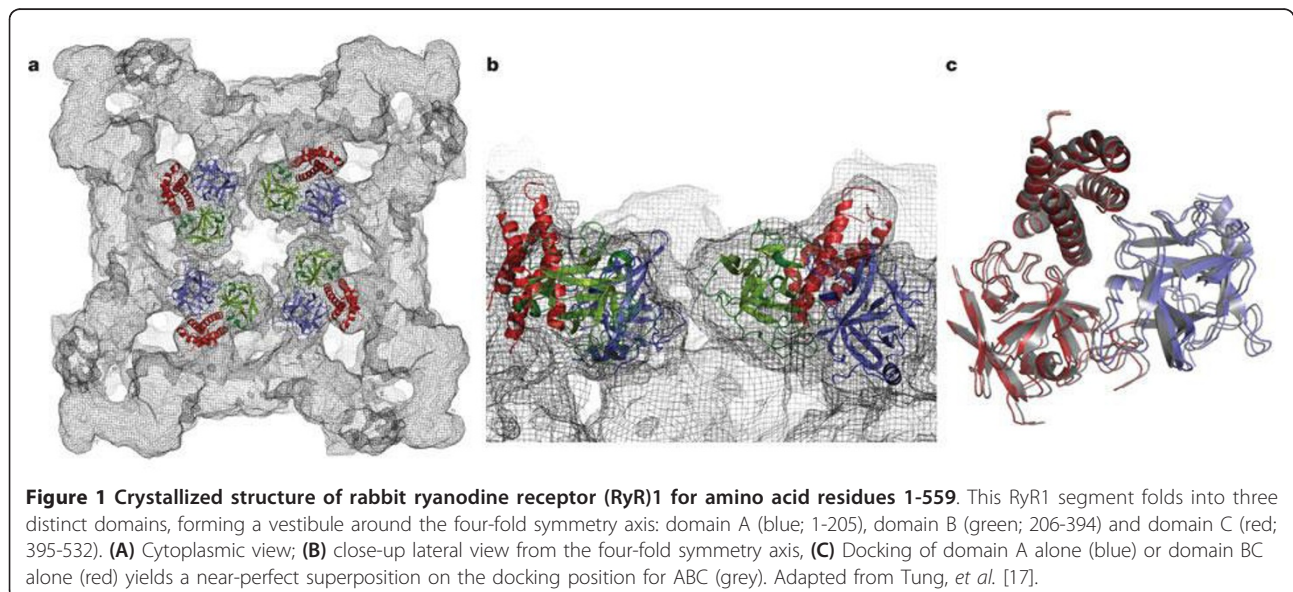 a
b
c
Figure 1 Crystallized structure of rabbit ryanodine receptor (RyR)1 for amino acid residues 1-559. This RyR1 segment folds into three
distinct domains, forming a vestibule around the four-fold symmetry axis: domain A (blue; 1-205), domain B (green; 206-394) and domain C (red;
395-532). (A) Cytoplasmic view; (B) close-up lateral view from the four-fold symmetry axis, (C) Docking of domain A alone (blue) or domain BC
alone (red) yields a near-perfect superposition on the docking position for ABC (grey). Adapted from Tung, et al. [17].